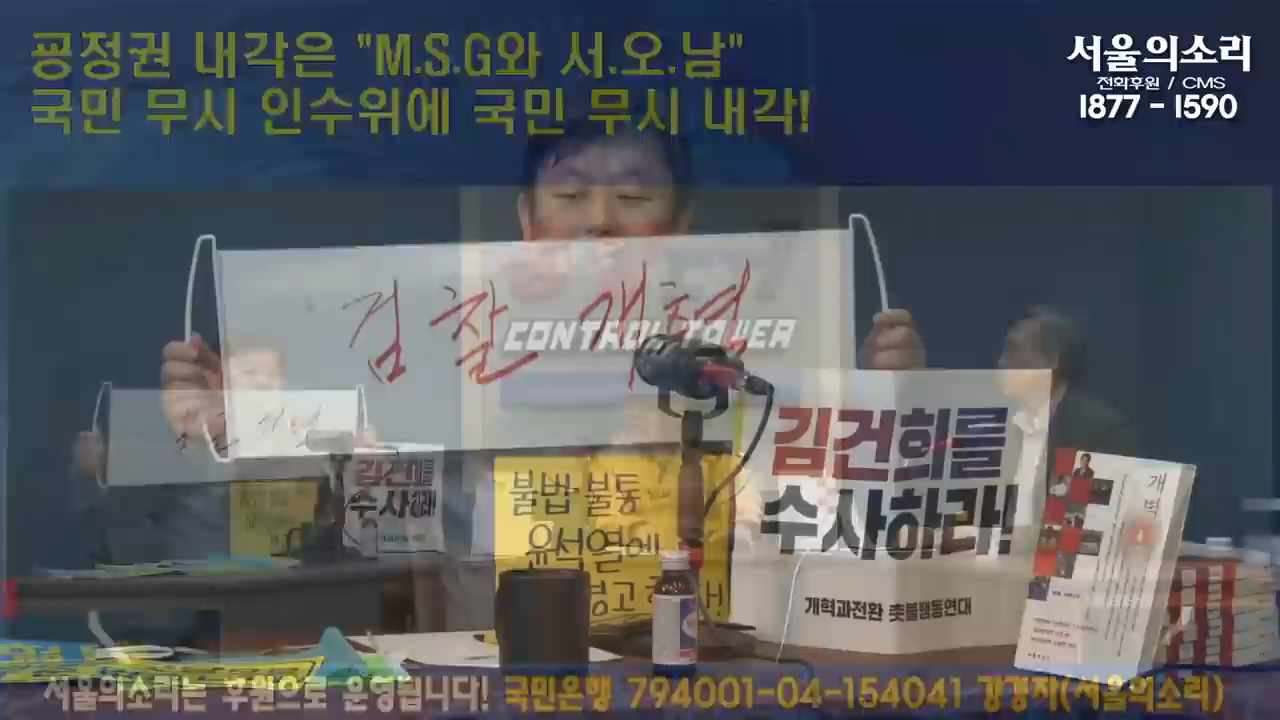 굥정권 내각은 "M.S.G와 서.오.남"
국민 무시 인수위에 국민 무시 내각!
서울의소리
전화후원 / CMS
1877 - 1590
검찰개혁
CONTROL TOWER
김건희를
수사하라!
개혁과전환 촛불행동연대
불법·불통
윤석열에
개혁
김건희를
수사하라!
서울의소리는 후원으로 운영됩니다! 국민은행 794001-04-154041 강경자(서울의소리)